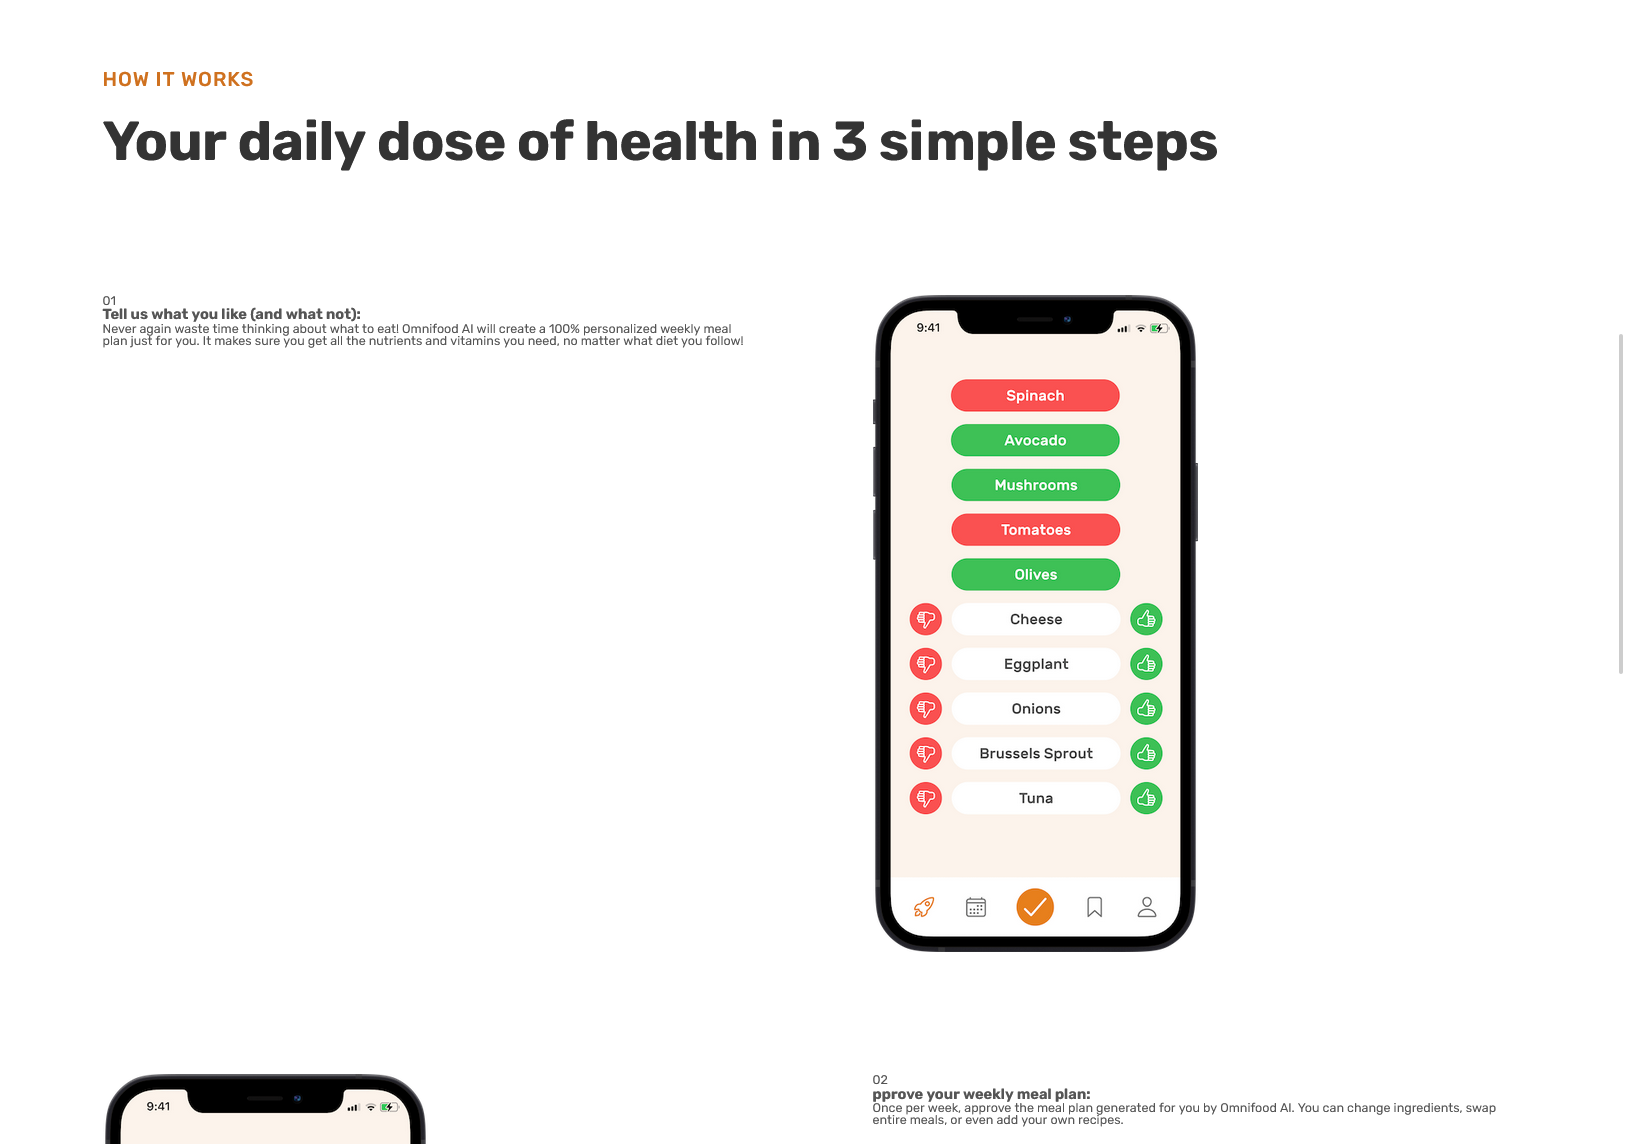 HOW IT WORKS
Your daily dose of health in 3 simple steps
01
Tell us what you like (and what not):
Never again waste time thinking about what to eat! Omnifood AI will create a 100% personalized weekly meal
plan just for you. It makes sure you get all the nutrients and vitamins you need, no matter what diet you follow!
9:41
Spinach
Avocado
Mushrooms
Tomatoes
Olives
Cheese
Eggplant
Onions
Brussels Sprout
Tuna
9:41
02
pprove your weekly meal plan:
Once per week, approve the meal plan generated for you by Omnifood AI. You can change ingredients, swap
entire meals, or even add your own recipes.